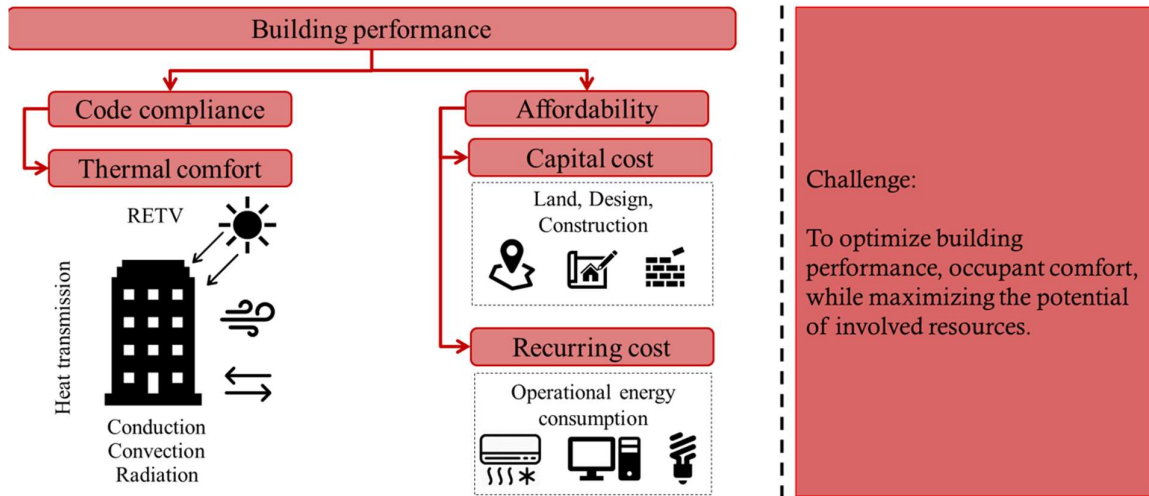 Building performance
Code compliance
Thermal comfort
RETV
Heat transmission
Conduction
Convection
Radiation
Affordability
Capital cost
Land, Design,
Construction
Recurring cost
Operational energy
consumption
Challenge:
To optimize building
performance, occupant comfort,
while maximizing the potential
of involved resources.